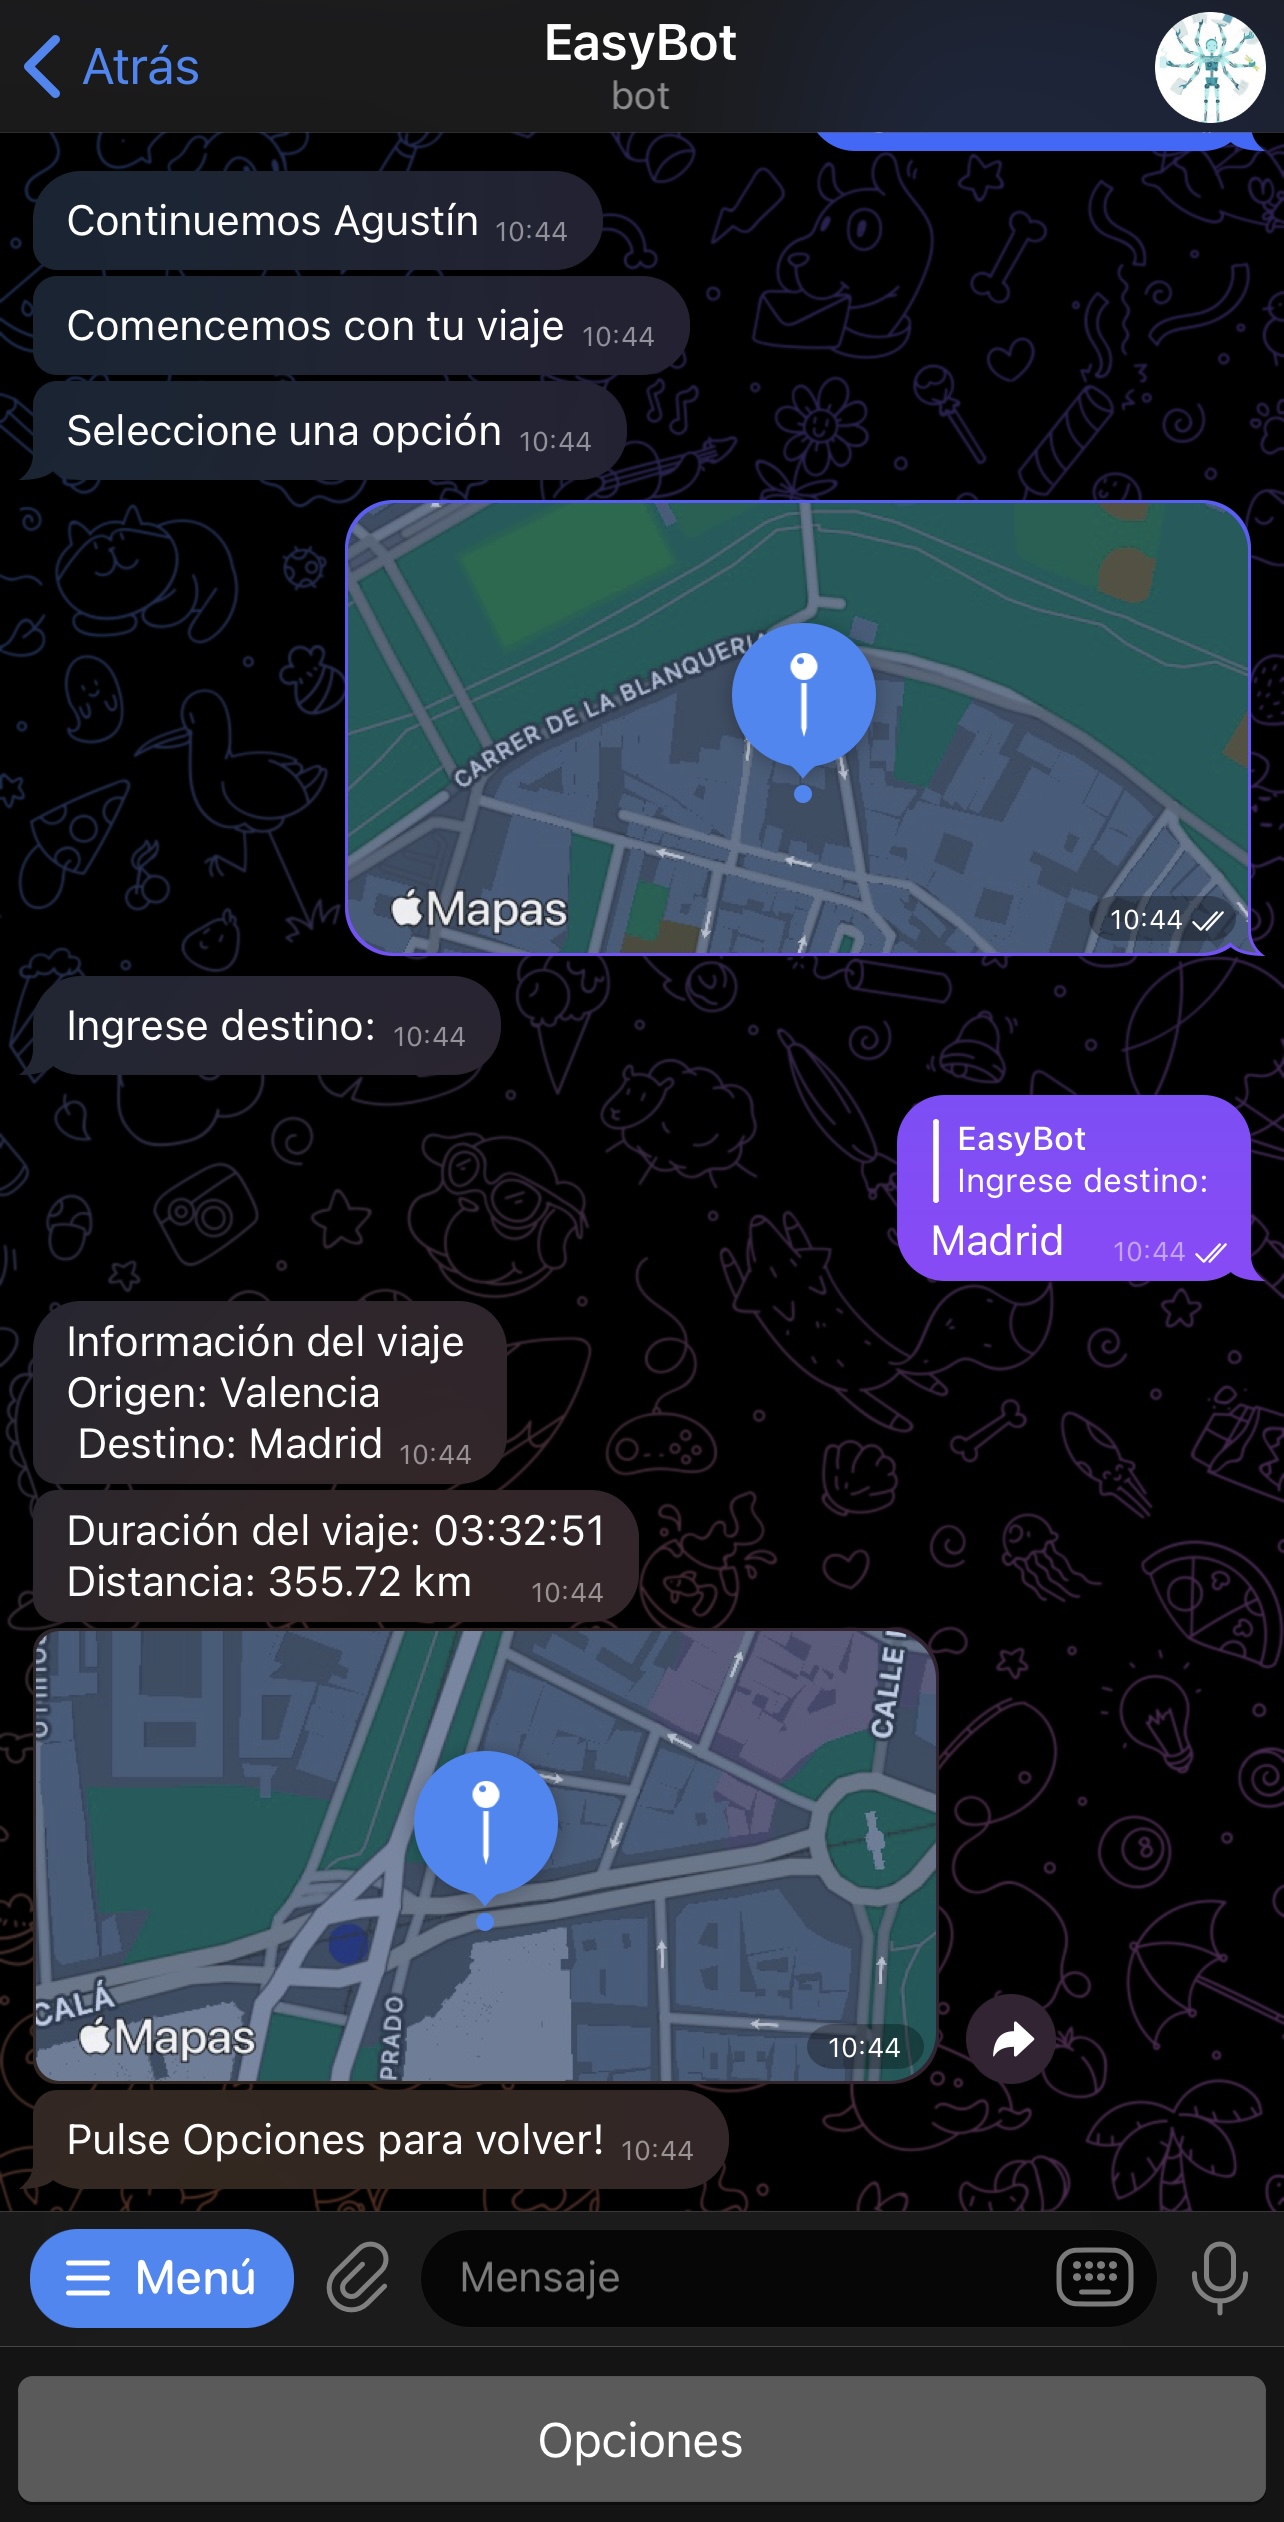 Atrás
EasyBot
bot
Continuemos Agustín 10:44
Comencemos con tu viaje 10:44
Seleccione una opción 10:44
CARRER DE LA BLANQUERIA
Mapas
10:44
Ingrese destino: 10:44
EasyBot
Ingrese destino:
Madrid 10:44
Información del viaje
Origen: Valencia
Destino: Madrid 10:44
Duración del viaje: 03:32:51
Distancia: 355.72 km 10:44
CALLE
CALÁ
PRADO
Mapas
10:44
Pulse Opciones para volver! 10:44
Menú
Mensaje
Opciones